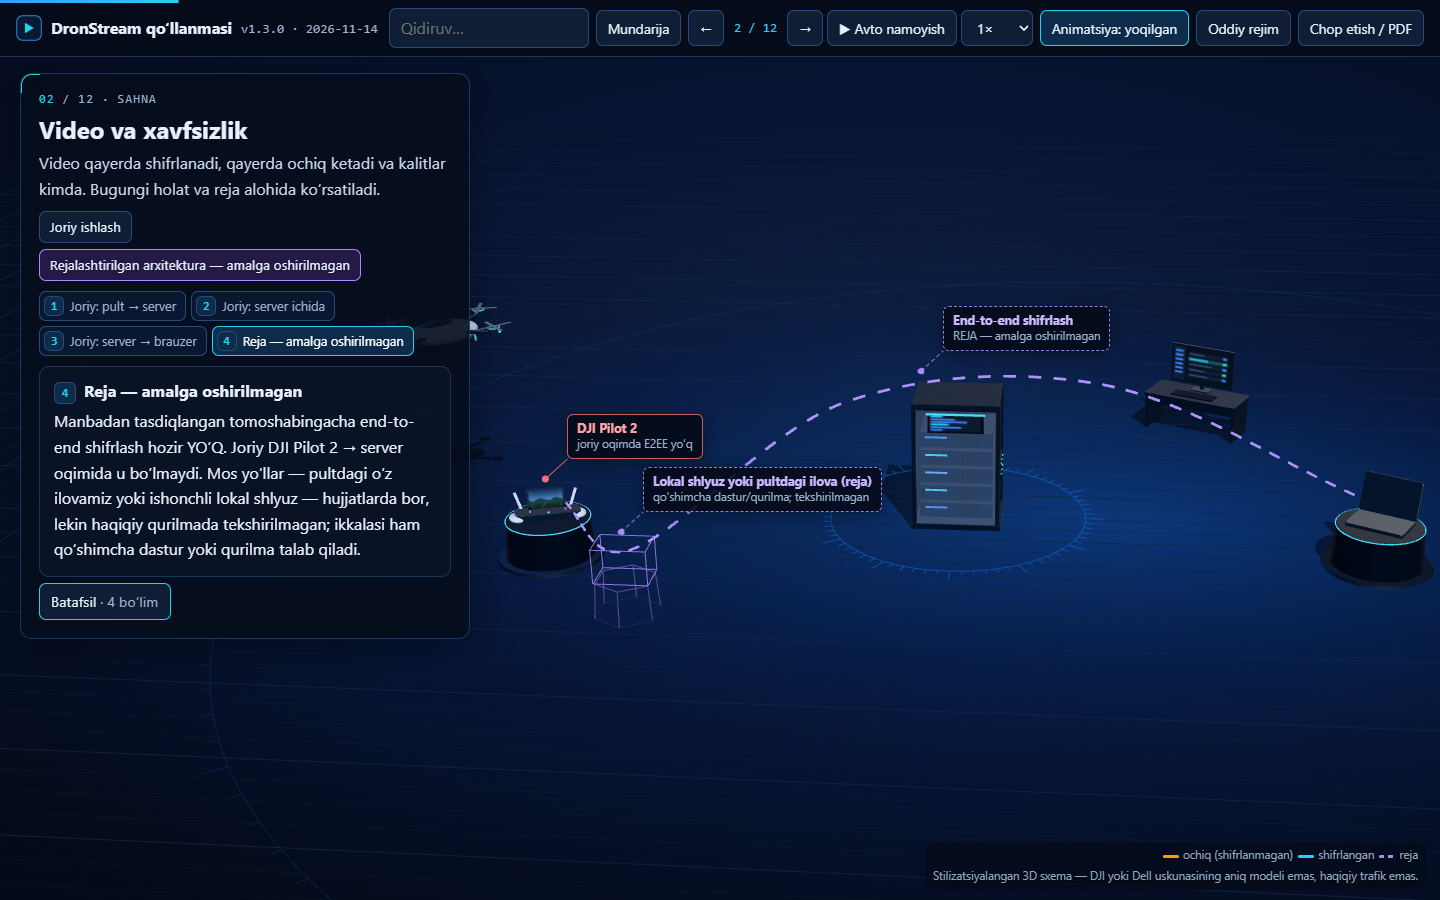 DronStream qo‘llanmasi v1.3.0 · 2026-11-14 Qidiruv... Mundarija ← 2 / 12 → ▶ Avto namoyish 1× Animatsiya: yoqilgan Oddiy rejim Chop etish / PDF
02 / 12 · SAHNA
Video va xavfsizlik
Video qayerda shifrlanadi, qayerda ochiq ketadi va kalitlar
kimda. Bugungi holat va reja alohida ko‘rsatiladi.
Joriy ishlash
Rejalashtirilgan arxitektura — amalga oshirilmagan
1 Joriy: pult → server 2 Joriy: server ichida
3 Joriy: server → brauzer 4 Reja — amalga oshirilmagan
4 Reja — amalga oshirilmagan
Manbadan tasdiqlangan tomoshabingacha end-to-
end shifrlash hozir YO‘Q. Joriy DJI Pilot 2 → server
oqimida u bo‘lmaydi. Mos yo‘llar — pultdagi o‘z
ilovamiz yoki ishonchli lokal shlyuz — hujjatlarda bor,
lekin haqiqiy qurilmada tekshirilmagan; ikkalasi ham
qo‘shimcha dastur yoki qurilma talab qiladi.
Batafsil · 4 bo‘lim
End-to-end shifrlash
REJA — amalga oshirilmagan
DJI Pilot 2
joriy oqimda E2EE yo‘q
Lokal shlyuz yoki pultdagi ilova (reja)
qo‘shimcha dastur/qurilma; tekshirilmagan
ochiq (shifrlanmagan) shifrlangan reja
Stilizatsiyalangan 3D sxema — DJI yoki Dell uskunasining aniq modeli emas, haqiqiy trafik emas.